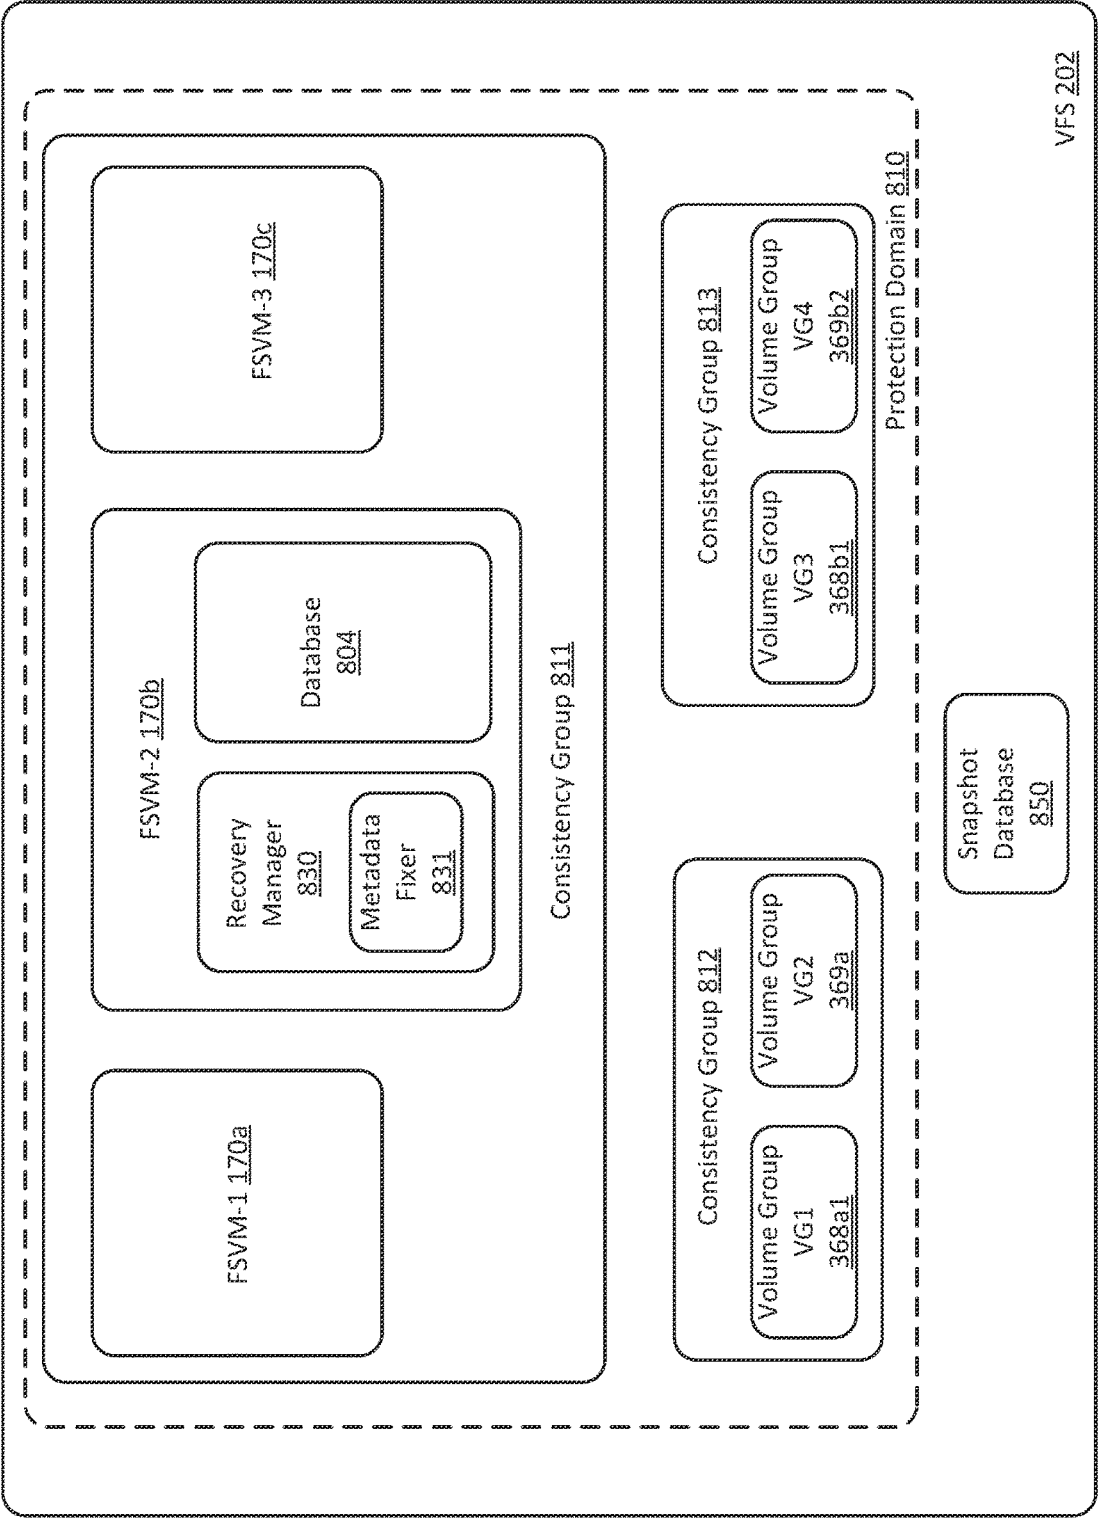 FSVM-1 170a
FSVM-2 170b
Recovery
Manager
830
Metadata
Fixer
831
Database
804
FSVM-3 170c
Consistency Group 811
Consistency Group 812
Volume Group
VG1
368a1
Volume Group
VG2
369a
Consistency Group 813
Volume Group
VG3
368b1
Volume Group
VG4
369b2
Protection Domain 810
Snapshot
Database
850
VFS 202